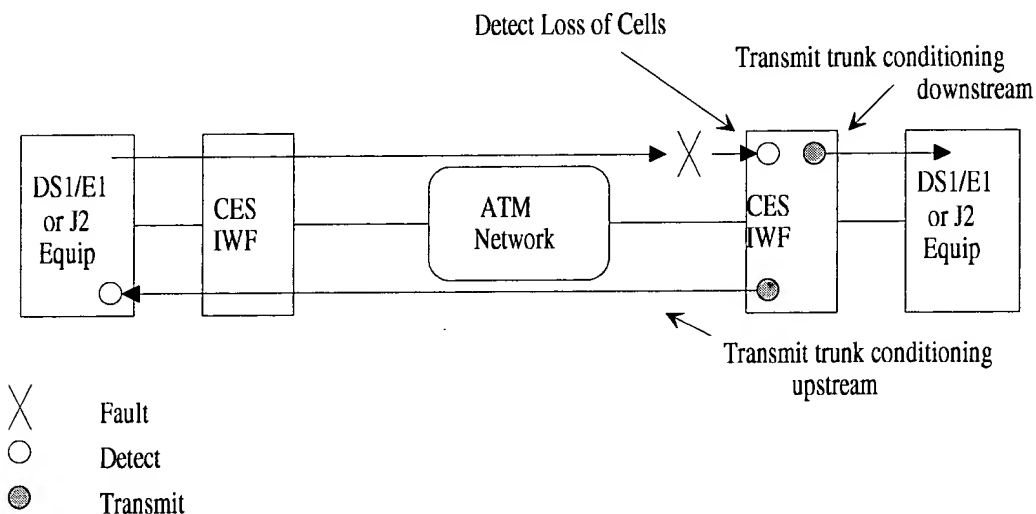 Detect Loss of Cells
Transmit trunk conditioning
downstream
DS1/E1
or J2
Equip
CES
IWF
ATM
Network
CES
IWF
DS1/E1
or J2
Equip
Transmit trunk conditioning
upstream
Fault
Detect
Transmit